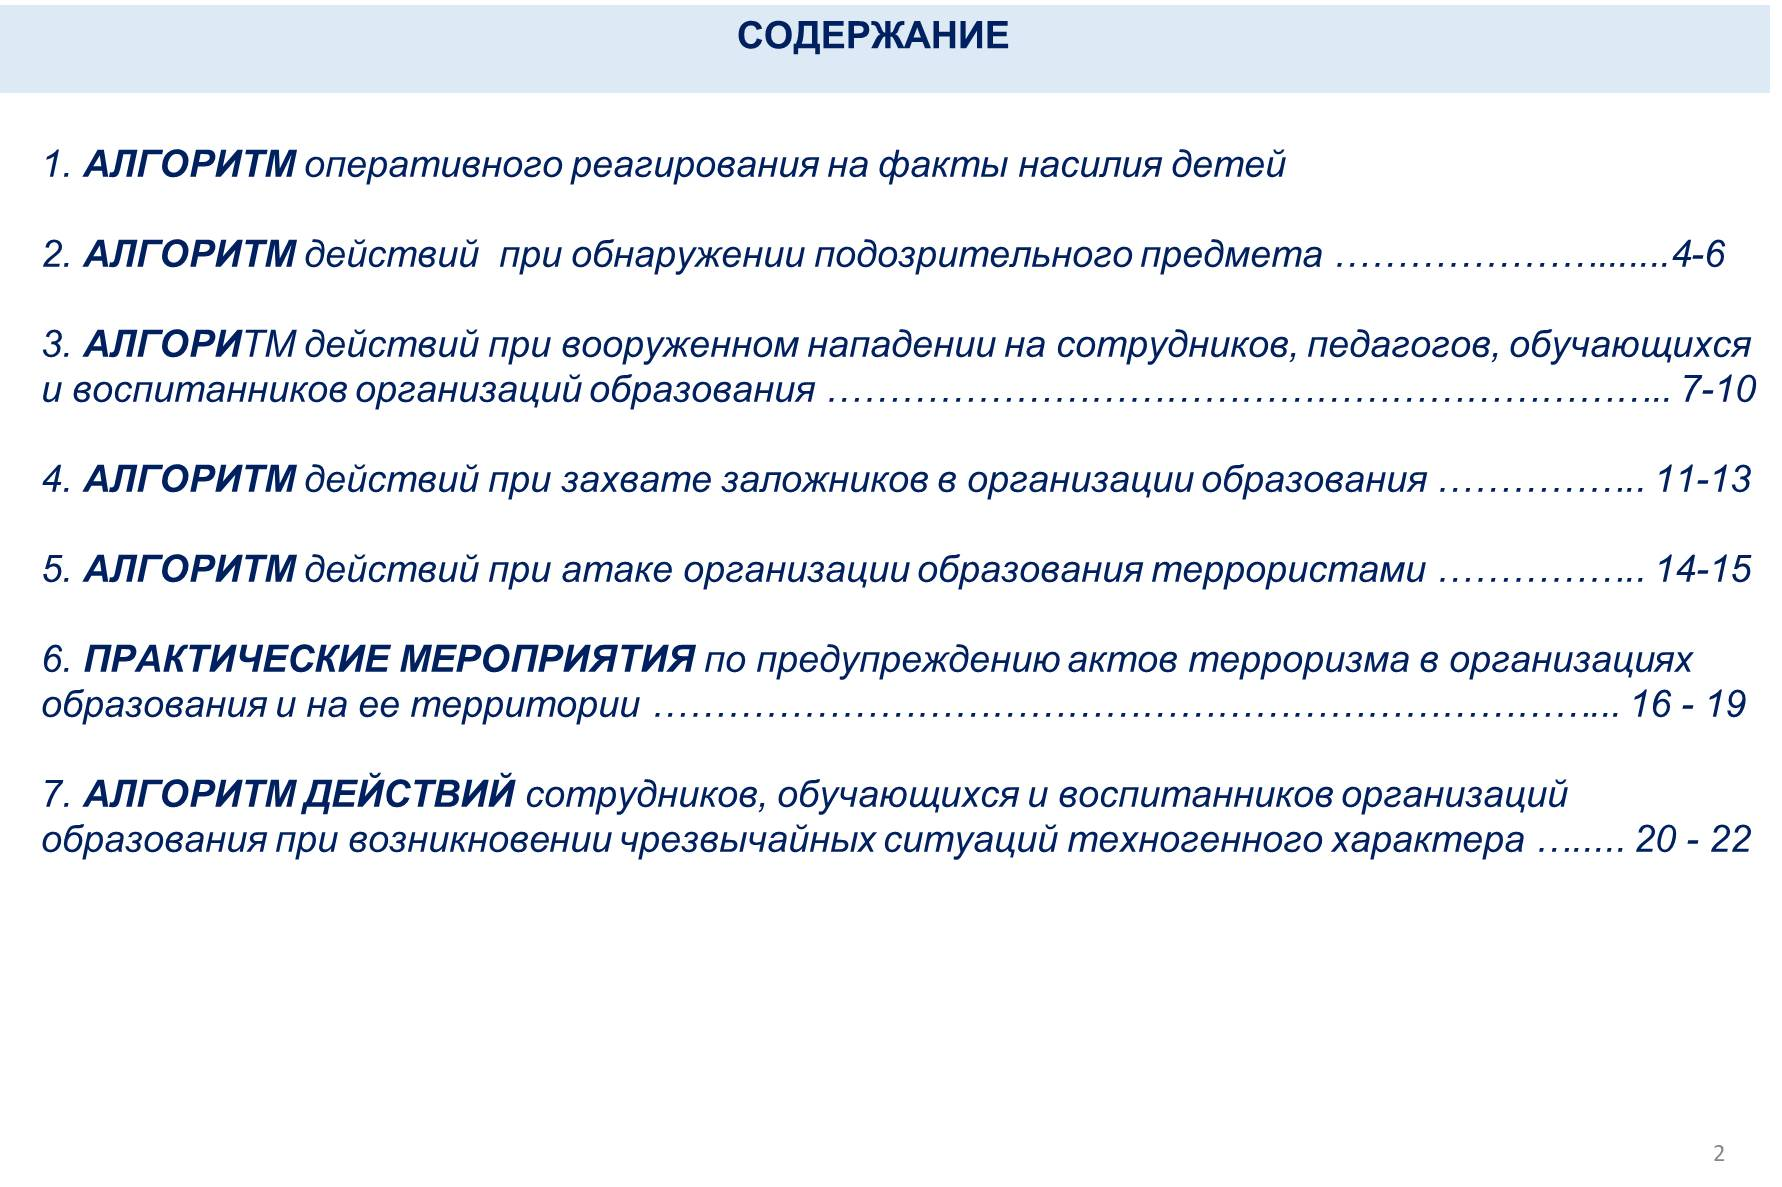 СОДЕРЖАНИЕ
1. АЛГОРИТМ оперативного реагирования на факты насилия детей
2. АЛГОРИТМ действий  при обнаружении подозрительного предмета …………………........4-6
3. АЛГОРИТМ действий при вооруженном нападении на сотрудников, педагогов, обучающихся
и воспитанников организаций образования ………………………………………………………….. 7-10
4. АЛГОРИТМ действий при захвате заложников в организации образования …………….. 11-13
5. АЛГОРИТМ действий при атаке организации образования террористами …………….. 14-15
6. ПРАКТИЧЕСКИЕ МЕРОПРИЯТИЯ по предупреждению актов терроризма в организациях
образования и на ее территории ………………………………………………………………….... 16 - 19
7. АЛГОРИТМ ДЕЙСТВИЙ сотрудников, обучающихся и воспитанников организаций
образования при возникновении чрезвычайных ситуаций техногенного характера …..... 20 - 22
2